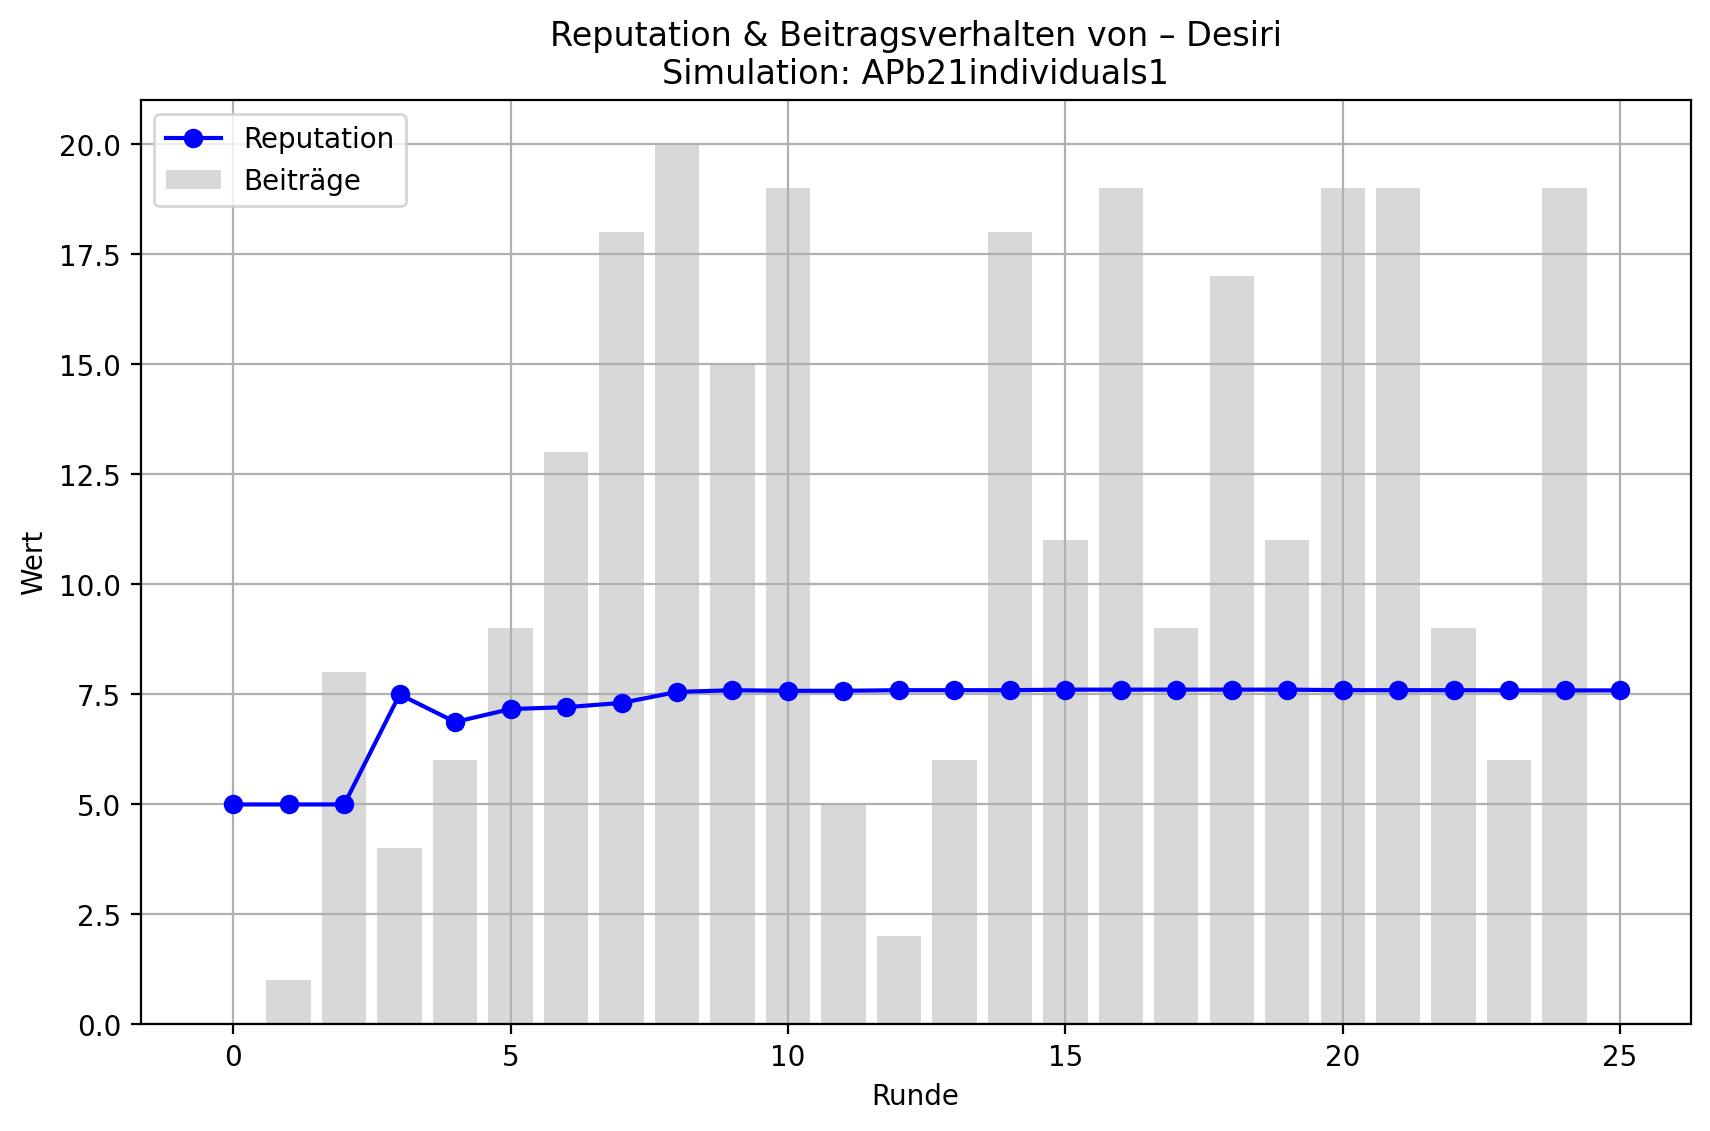 Reputation & Beitragsverhalten von – Desiri
Simulation: APb21individuals1
Reputation
Beiträge
20.0
17.5
15.0
12.5
10.0
7.5
5.0
2.5
0.0
Wert
0 5 10 15 20 25
Runde